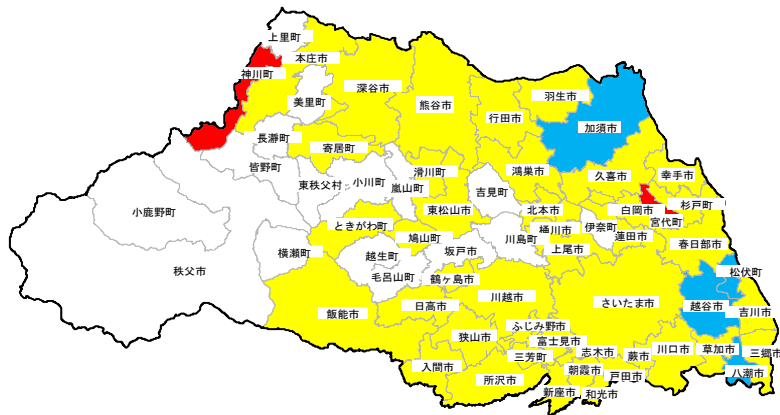 上里町
本庄市
神川町
美里町
深谷市
熊谷市
行田市
羽生市
加須市
長瀞町
寄居町
皆野町
小鹿野町
秩父市
横瀬町
東秩父村
小川町
嵐山町
滑川町
東松山市
吉見町
鴻巣市
久喜市
幸手市
北本市
桶川市
上尾市
伊奈町
白岡市
蓮田市
宮代町
杉戸町
春日部市
ときがわ町
鳩山町
越生町
毛呂山町
坂戸市
川島町
鶴ヶ島市
日高市
川越市
飯能市
狭山市
入間市
所沢市
ふじみ野市
富士見市
三芳町
志木市
朝霞市
新座市
和光市
さいたま市
蕨市
戸田市
川口市
草加市
越谷市
松伏町
吉川市
三郷市
八潮市